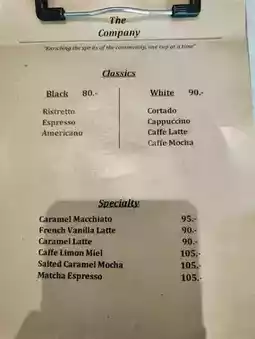 The
Company
"Enriching the spirits of the community, one cup at a time"
Classics
Black 80.- White 90.-
Ristretto Cortado
Espresso Cappuccino
Americano Caffe Latte
Caffe Mocha
Specialty
Caramel Macchiato 95.-
French Vanilla Latte 90.-
Caramel Latte 90.-
Caffe Limon Miel 105.-
Salted Caramel Mocha 105.-
Matcha Espresso 105.-